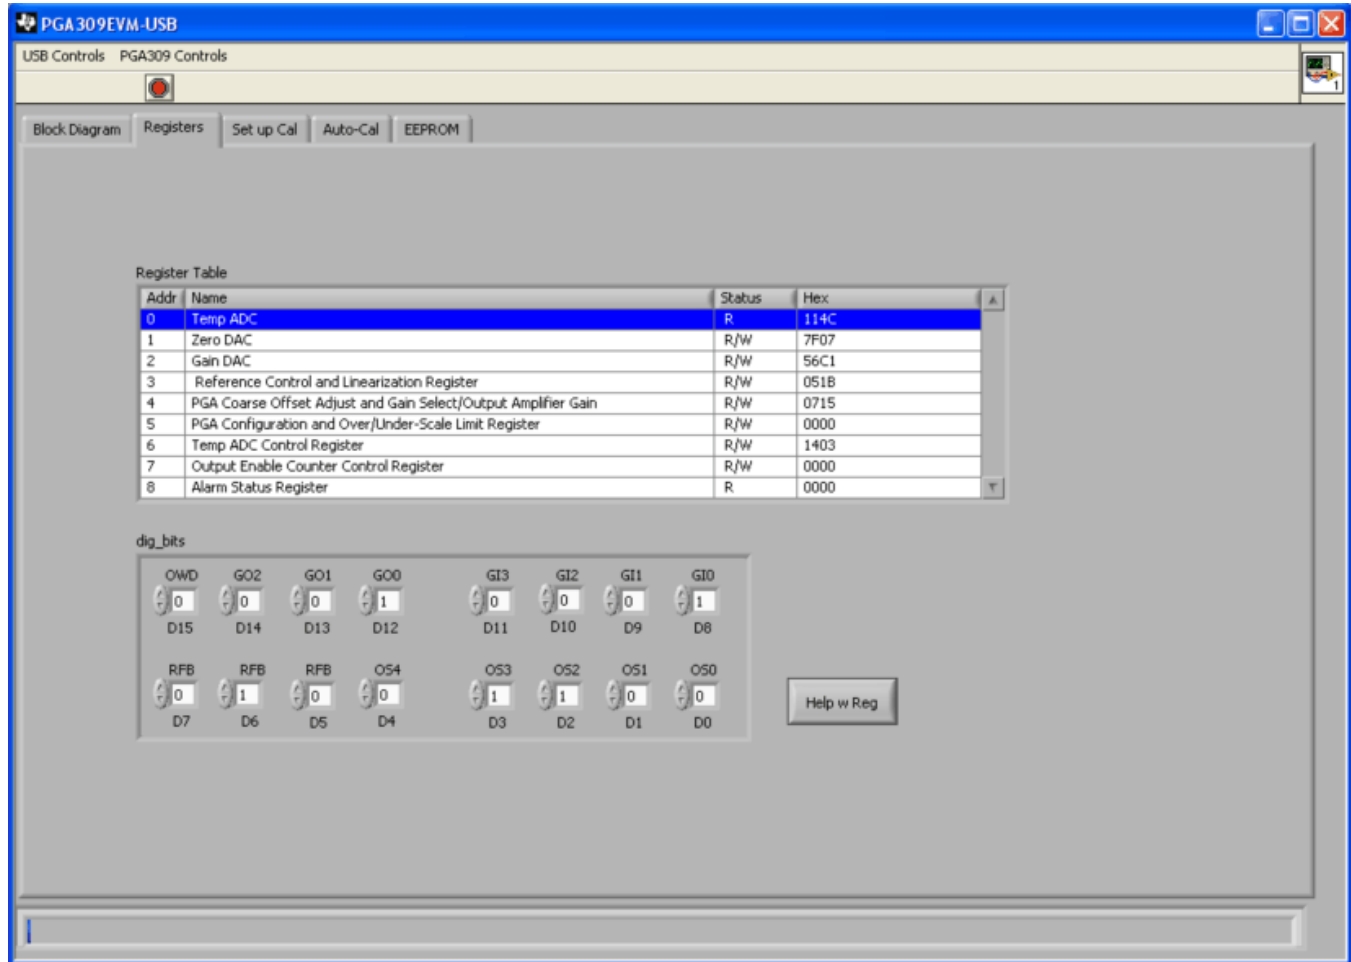 PGA309EVM-USB
USB Controls PGA309 Controls
1
Block Diagram Registers Set up Cal Auto-Cal EEPROM
Register Table
Addr Name Status Hex
0 Temp ADC R 114C
1 Zero DAC R/W 7F07
2 Gain DAC R/W 56C1
3 Reference Control and Linearization Register R/W 051B
4 PGA Coarse Offset Adjust and Gain Select/Output Amplifier Gain R/W 0715
5 PGA Configuration and Over/Under-Scale Limit Register R/W 0000
6 Temp ADC Control Register R/W 1403
7 Output Enable Counter Control Register R/W 0000
8 Alarm Status Register R 0000
dig_bits
OWD GO2 GO1 GO0 GI3 GI2 GI1 GI0
0 0 0 1 0 0 0 1
D15 D14 D13 D12 D11 D10 D9 D8
RFB RFB RFB OS4 OS3 OS2 OS1 OS0
0 1 0 0 1 1 0 0
D7 D6 D5 D4 D3 D2 D1 D0
Help w Reg